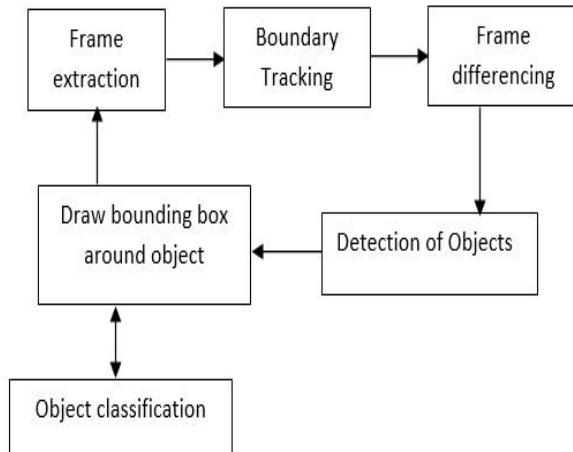 Frame
extraction
Boundary
Tracking
Frame
differencing
Draw bounding box
around object
Detection of Objects
Object classification